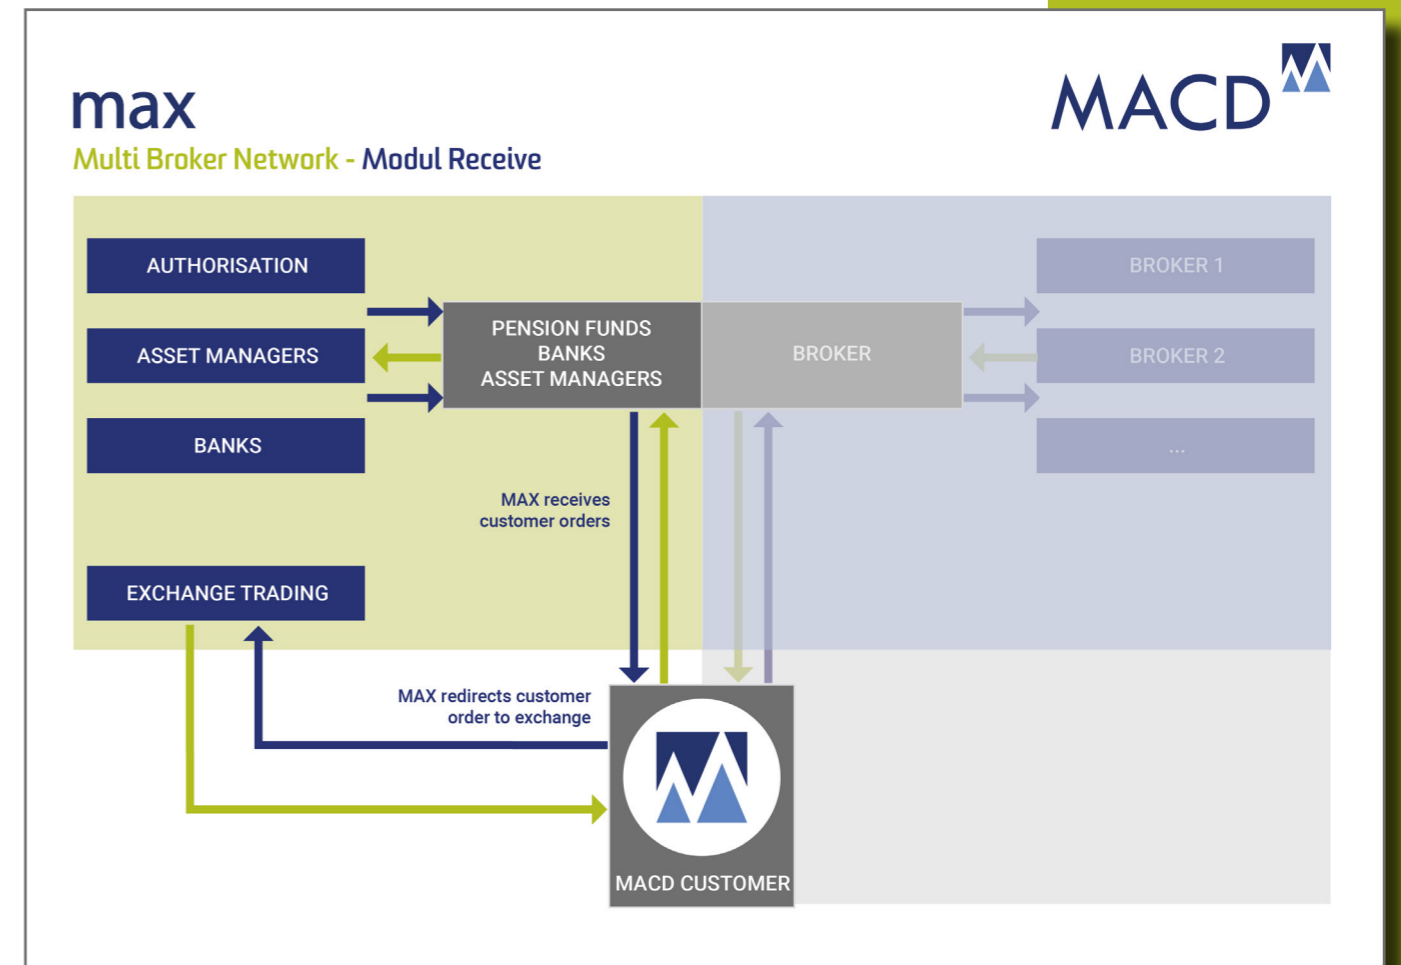 max
MACD
Multi Broker Network - Modul Receive
AUTHORISATION
ASSET MANAGERS
BANKS
EXCHANGE TRADING
PENSION FUNDS
BANKS
ASSET MANAGERS
BROKER
BROKER 1
BROKER 2
...
MAX receives
customer orders
MAX redirects customer
order to exchange
MACD CUSTOMER